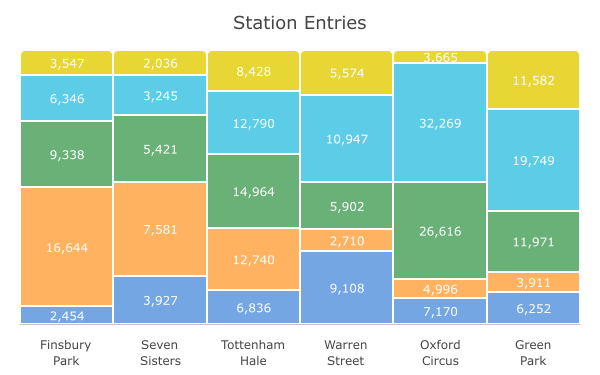 Station Entries
3,547 2,036 8,428 5,574 3,665 11,582
6,346 3,245 12,790 10,947 32,269 19,749
9,338 5,421 14,964 5,902 26,616 11,971
16,644 7,581 12,740 2,710 4,996 3,911
2,454 3,927 6,836 9,108 7,170 6,252
Finsbury Seven Tottenham Warren Oxford Green
Park Sisters Hale Street Circus Park